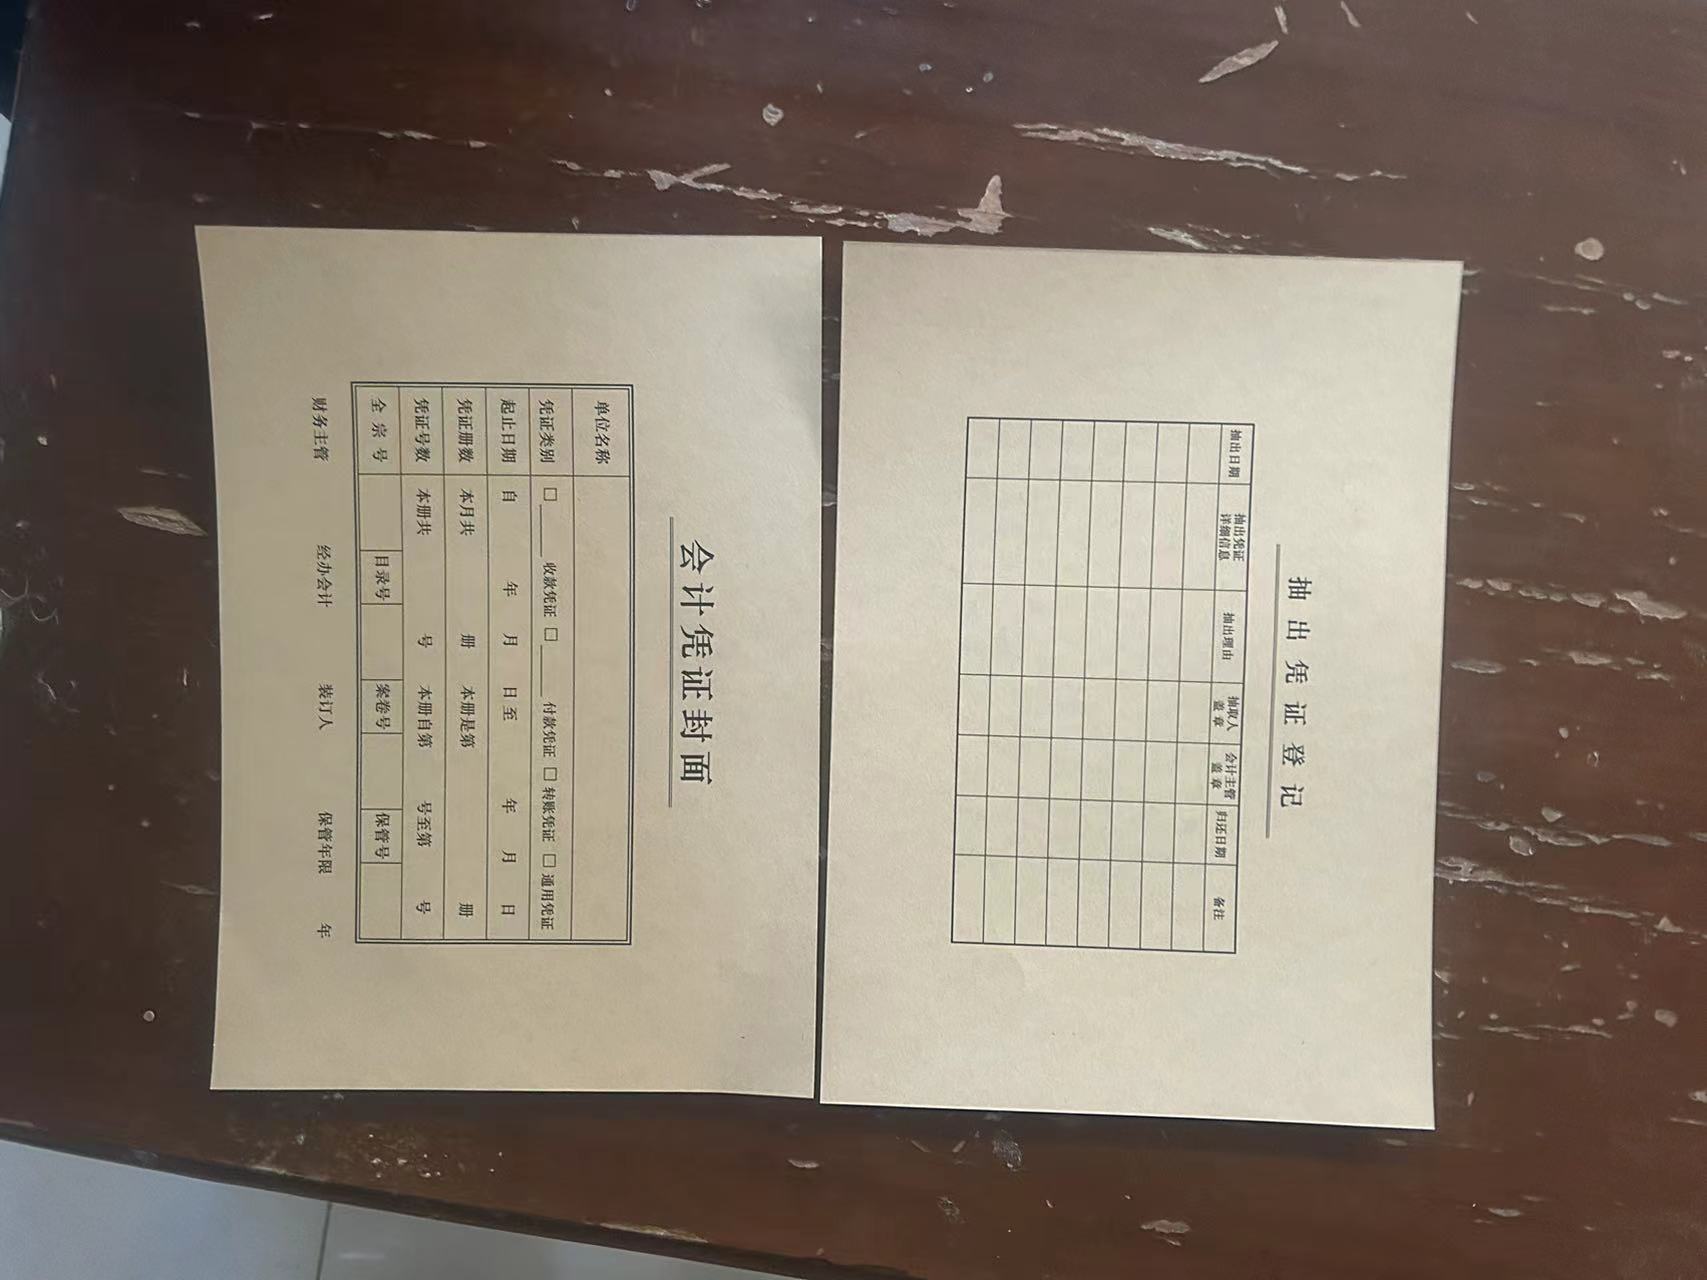 会计凭证封面
单位名称
凭证类别 □ 收款凭证 □ 付款凭证 □ 转账凭证 □ 通用凭证
起止日期 自 年 月 日至 年 月 日
凭证册数 本月共 册 本册是第 册
凭证号数 本册共 号 本册自第 号至第 号
全宗号 目录号 案卷号 保管号
财务主管 经办会计 装订人 保管年限 年
抽出凭证登记
抽出日期 抽出凭证详细信息 抽出理由 抽取人盖章 会计主管盖章 归还日期 备注